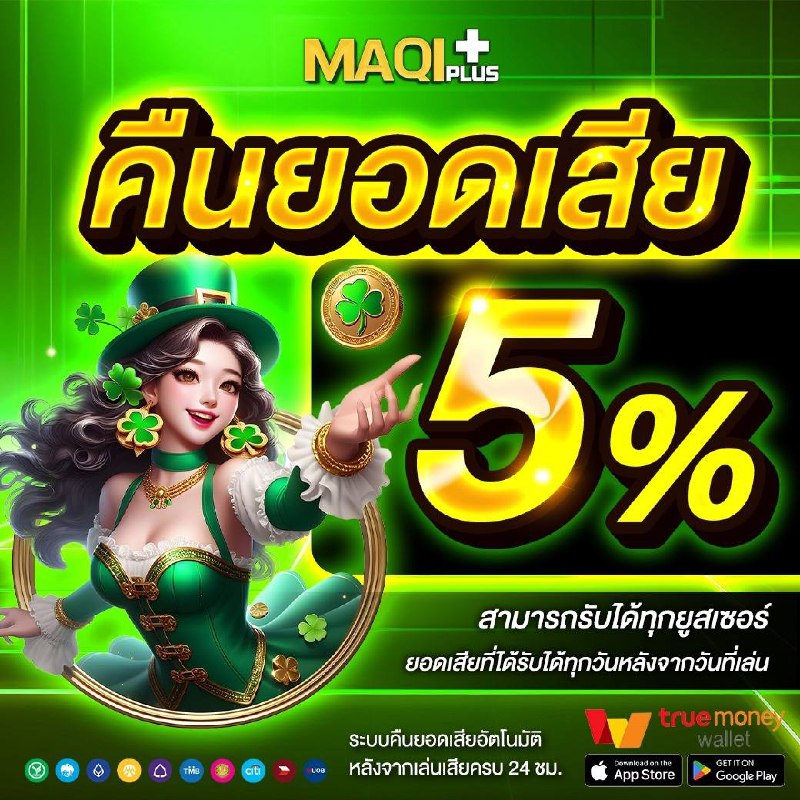 MAQI+
PLUS
คืนยอดเสีย
5%
สามารถรับได้ทุกยูสเซอร์
ยอดเสียที่ได้รับได้ทุกวันหลังจากวันที่เล่น
ระบบคืนยอดเสียอัตโนมัติ
หลังจากเล่นเสียครบ 24 ชม.
truemoney
wallet
TMB
citi
UOB
Download on the
App Store
GET IT ON
Google Play